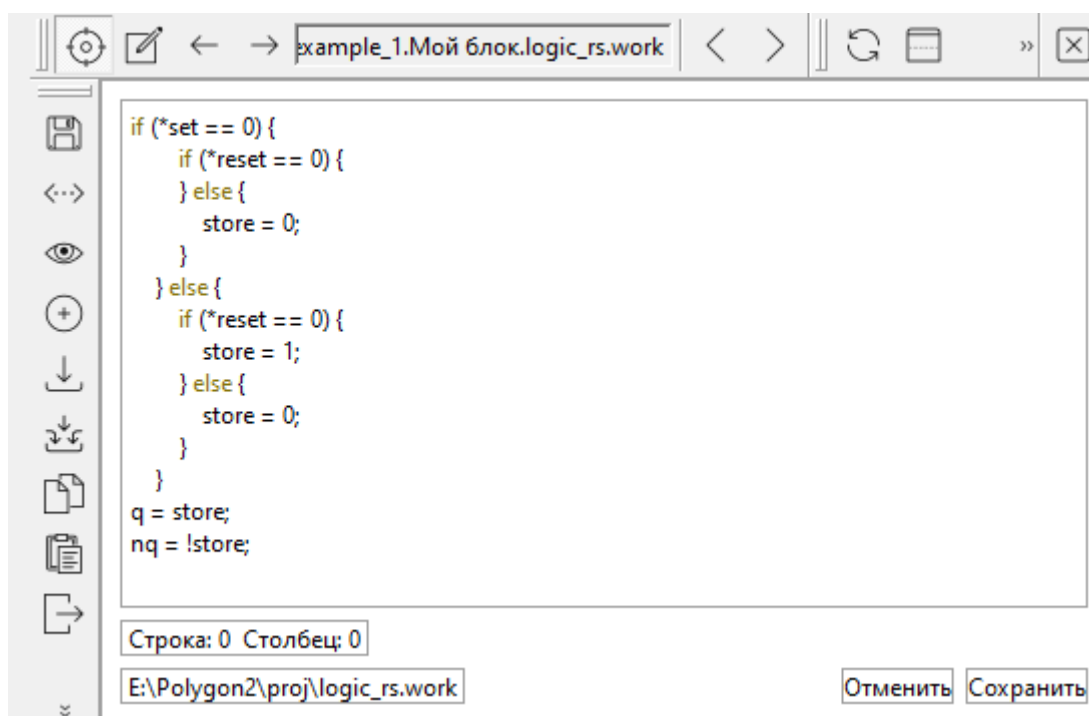 xample_1.Мой блок.logic_rs.work
if (*set == 0) {
if (*reset == 0) {
} else {
store = 0;
}
} else {
if (*reset == 0) {
store = 1;
} else {
store = 0;
}
}
q = store;
nq = !store;
Строка: 0 Столбец: 0
E:\Polygon2\proj\logic_rs.work
Отменить Сохранить